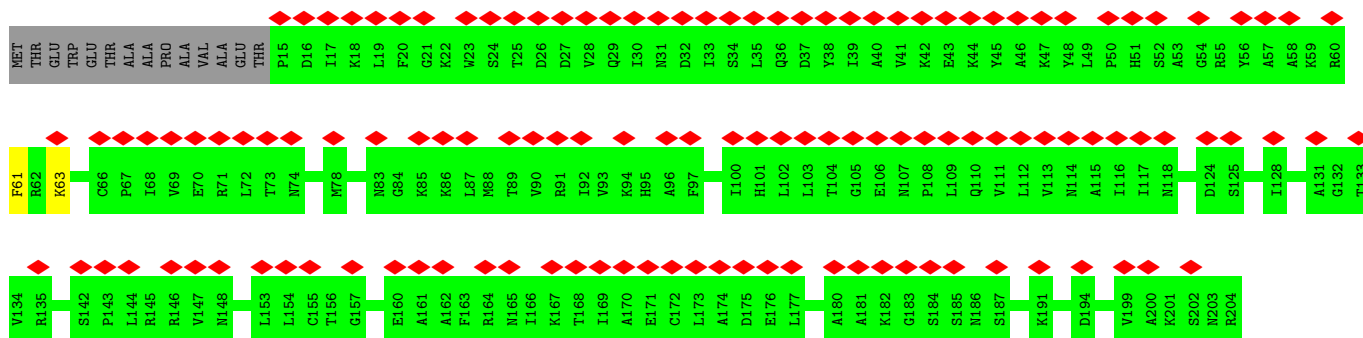 MET THR GLU TRP GLU THR ALA ALA PRO ALA VAL ALA GLU THR P15 D16 I17 K18 L19 F20 G21 K22 W23 S24 T25 D26 D27 V28 Q29 I30 N31 D32 I33 S34 L35 Q36 D37 Y38 I39 A40 V41 K42 E43 K44 Y45 A46 K47 Y48 L49 P50 H51 S52 A53 G54 R55 Y56 A57 A58 K59 R60
F61 R62 K63 C66 P67 I68 V69 E70 R71 L72 T73 N74 M78 N83 G84 K85 K86 L87 M88 T89 V90 R91 I92 V93 K94 H95 A96 F97 I100 H101 L102 L103 T104 G105 E106 N107 P108 L109 Q110 V111 L112 V113 N114 A115 I116 I117 N118 D124 S125 I128 A131 G132 T133
V134 R135 S142 P143 L144 R145 R146 V147 N148 L153 L154 C155 T156 G157 E160 A161 A162 F163 R164 N165 I166 K167 T168 I169 A170 E171 C172 L173 A174 D175 E176 L177 A180 A181 K182 G183 S184 S185 N186 S187 K191 D194 V199 A200 K201 S202 N203 R204